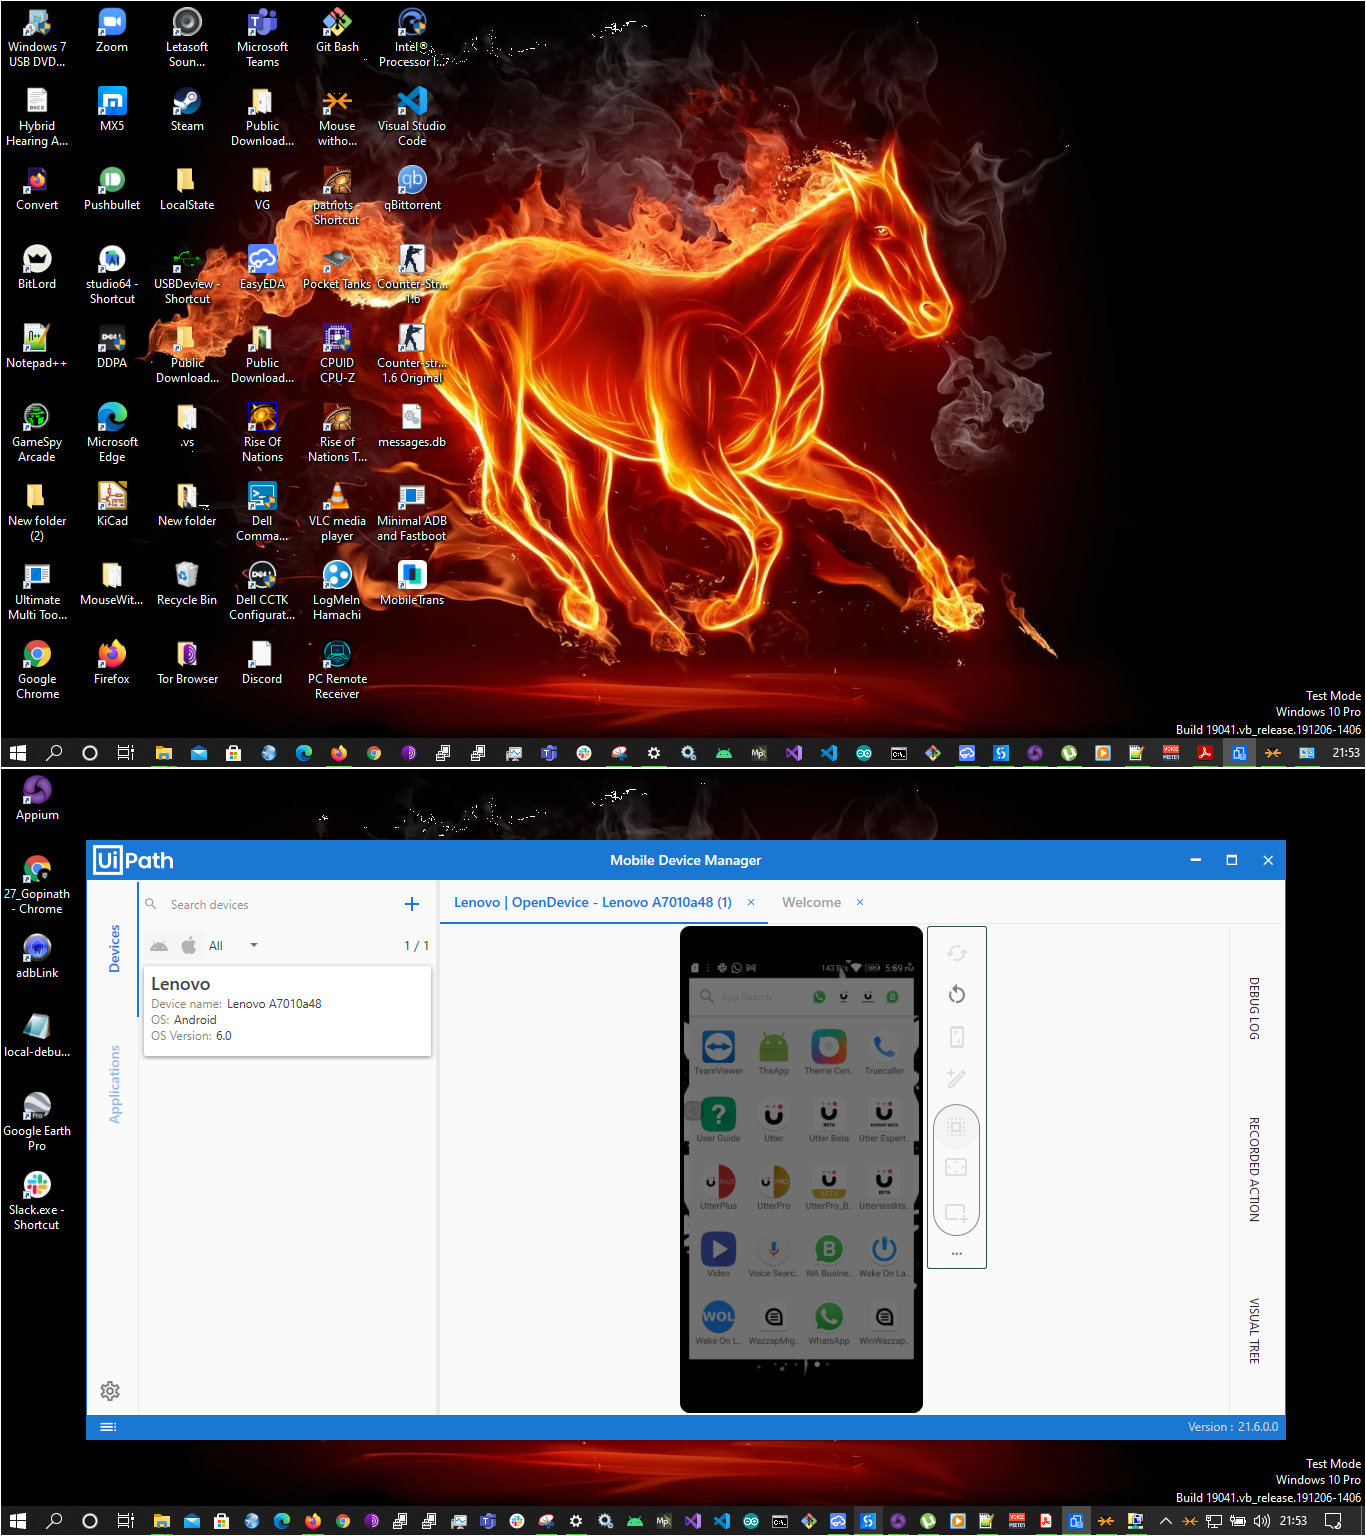 Windows 7
USB DVD...
Zoom
Letasoft
Soun...
Microsoft
Teams
Git Bash
Intel®
Processor I...
Hybrid
Hearing A...
MX5
Steam
Public
Download...
Mouse
witho...
Visual Studio
Code
Convert
Pushbullet
LocalState
VG
patriots -
Shortcut
qBittorrent
BitLord
studio64 -
Shortcut
USBDeview -
Shortcut
EasyEDA
Pocket Tanks
Counter-Str...
1.6
Notepad++
DDPA
Public
Download...
Public
Download...
CPUID
CPU-Z
Counter-str...
1.6 Original
GameSpy
Arcade
Microsoft
Edge
.vs
Rise Of
Nations
Rise of
Nations T...
messages.db
New folder
(2)
KiCad
New folder
Dell
Comma...
VLC media
player
Minimal ADB
and Fastboot
Ultimate
Multi Too...
MouseWit...
Recycle Bin
Dell CCTK
Configurat...
LogMeIn
Hamachi
MobileTrans
Google
Chrome
Firefox
Tor Browser
Discord
PC Remote
Receiver
Test Mode
Windows 10 Pro
Build 19041.vb_release.191206-1406
21:53
Appium
27_Gopinath
- Chrome
adbLink
local-debu...
Google Earth
Pro
Slack.exe -
Shortcut
UiPath
Mobile Device Manager
Devices
Applications
Search devices
All
1 / 1
Lenovo
Device name: Lenovo A7010a48
OS: Android
OS Version: 6.0
Lenovo | OpenDevice - Lenovo A7010a48 (1)
Welcome
143 B/s
5:69 PM
App Search
TeamViewer
TheApp
Theme Cen..
Truecaller
User Guide
Utter
Utter Beta
Utter Expert..
UtterPlus
UtterPro
UtterPro_B..
Uttertestkts..
Video
Voice Searc..
WA Busine..
Wake On La..
WOL
Wake On L..
WazzapMig..
WhatsApp
WinWazzap..
DEBUG LOG
RECORDED ACTION
VISUAL TREE
Version : 21.6.0.0
Test Mode
Windows 10 Pro
Build 19041.vb_release.191206-1406
21:53